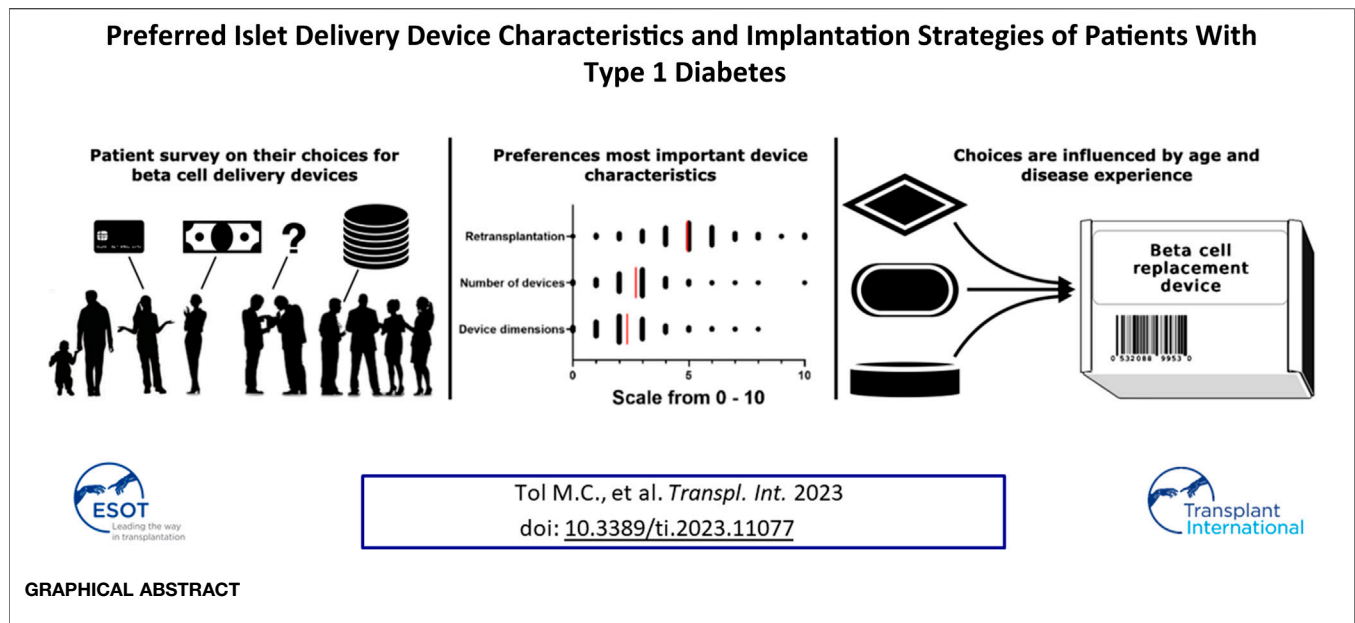 Preferred Islet Delivery Device Characteristics and Implantation Strategies of Patients With
Type 1 Diabetes
Patient survey on their choices for
beta cell delivery devices
?
Preferences most important device
characteristics
Retransplantation
Number of devices
Device dimensions
0 5 10
Scale from 0 - 10
Choices are influenced by age and
disease experience
Beta cell
replacement
device
0 532088 9953 0
ESOT
Leading the way
in transplantation
Tol M.C., et al. Transpl. Int. 2023
doi: 10.3389/ti.2023.11077
Transplant
International
GRAPHICAL ABSTRACT